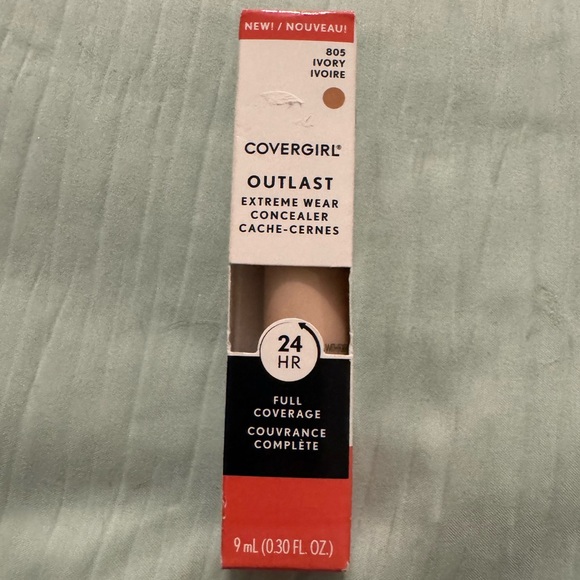 NEW! / NOUVEAU!
805
IVORY
IVOIRE
COVERGIRL®
OUTLAST
EXTREME WEAR
CONCEALER
CACHE-CERNES
24
HR
FULL
COVERAGE
COUVRANCE
COMPLÈTE
9 mL (0.30 FL. OZ.)